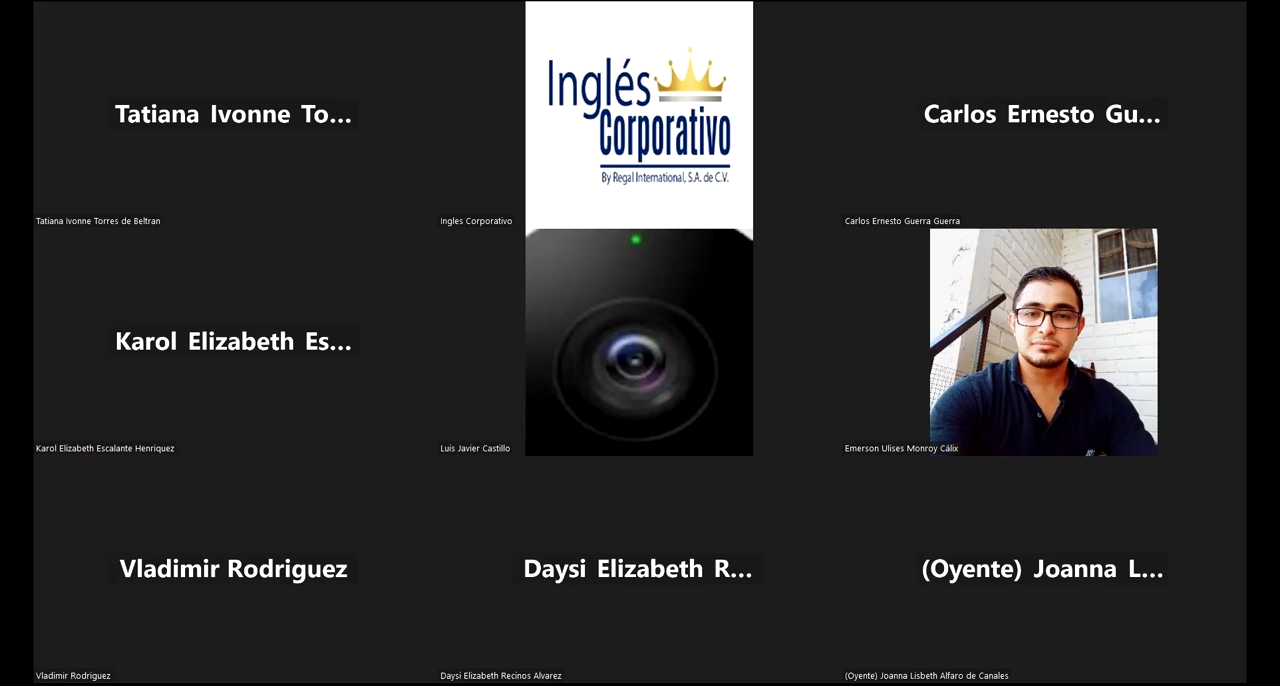 Tatiana Ivonne To...
Tatiana Ivonne Torres de Beltran
Inglés
Corporativo
By Regal International, S.A. de C.V.
Ingles Corporativo
Carlos Ernesto Gu...
Carlos Ernesto Guerra Guerra
Karol Elizabeth Es...
Karol Elizabeth Escalante Henriquez
Luis Javier Castillo
Emerson Ulises Monroy Cálix
Vladimir Rodriguez
Vladimir Rodriguez
Daysi Elizabeth R...
Daysi Elizabeth Recinos Alvarez
(Oyente) Joanna L...
(Oyente) Joanna Lisbeth Alfaro de Canales